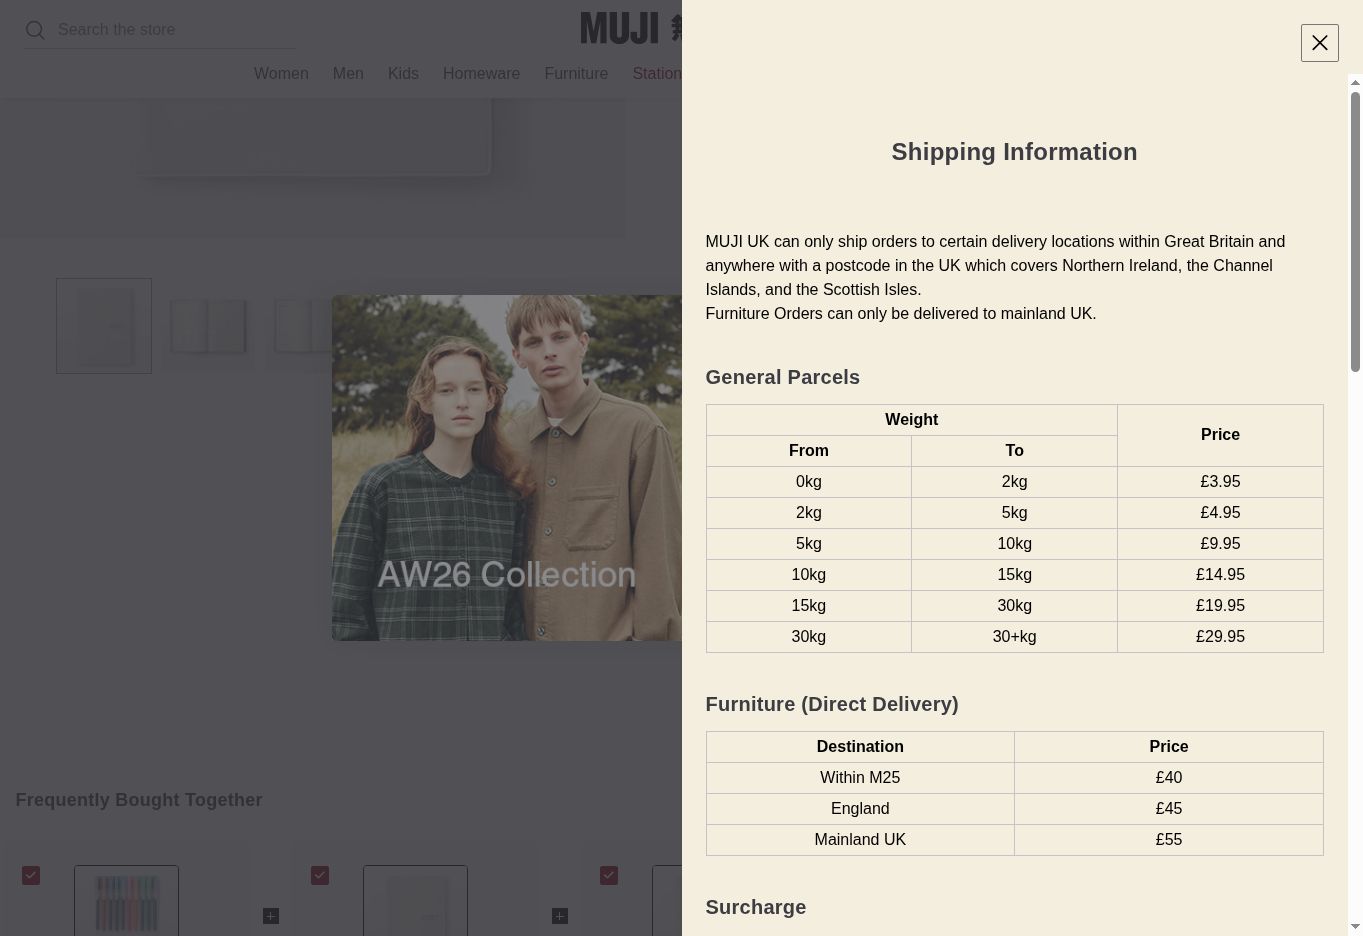 Search the store
MUJI 無
Women Men Kids Homeware Furniture Station
AW26 Collection
Frequently Bought Together
Shipping Information
MUJI UK can only ship orders to certain delivery locations within Great Britain and
anywhere with a postcode in the UK which covers Northern Ireland, the Channel
Islands, and the Scottish Isles.
Furniture Orders can only be delivered to mainland UK.
General Parcels
Weight Price
From To
0kg 2kg £3.95
2kg 5kg £4.95
5kg 10kg £9.95
10kg 15kg £14.95
15kg 30kg £19.95
30kg 30+kg £29.95
Furniture (Direct Delivery)
Destination Price
Within M25 £40
England £45
Mainland UK £55
Surcharge